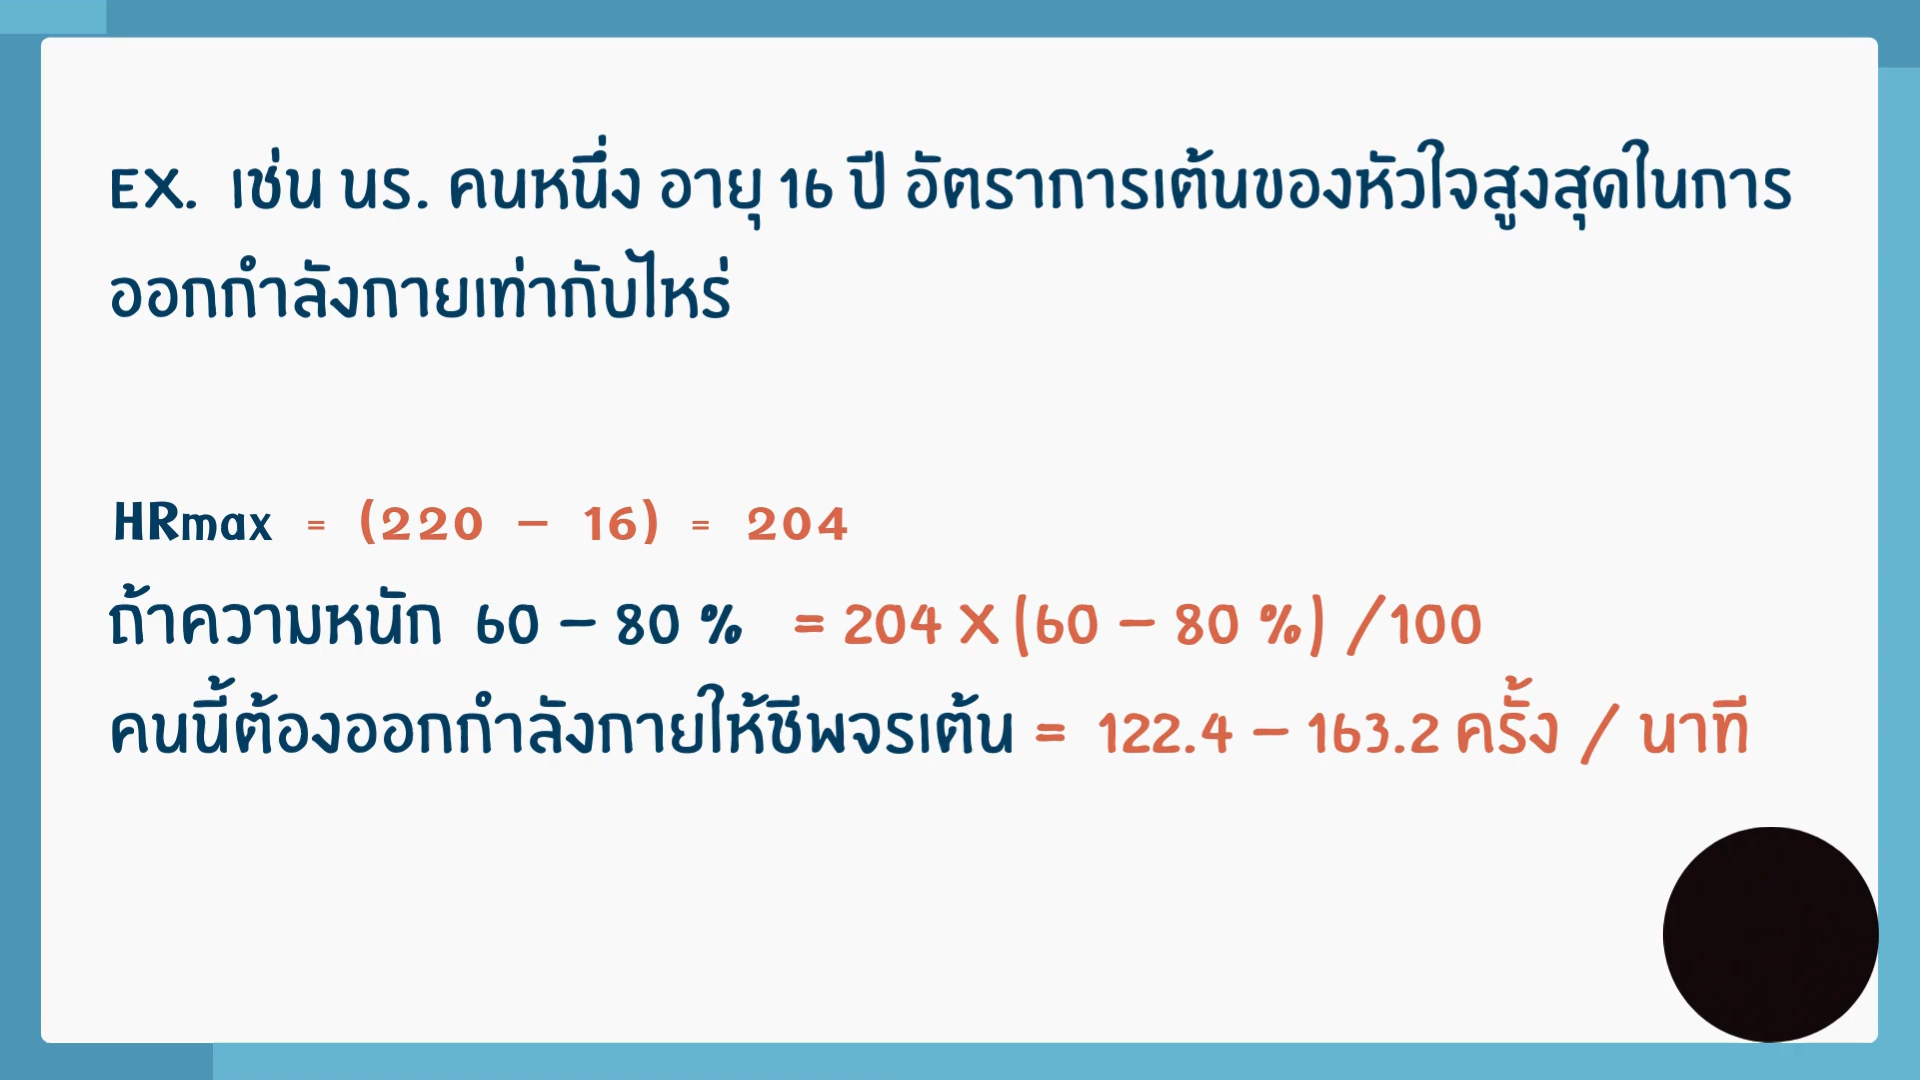 EX. เช่น นร. คนหนึ่ง อายุ 16 ปี อัตราการเต้นของหัวใจสูงสุดในการ
ออกกำลังกายเท่ากับไหร่
HRmax = (220 – 16) = 204
ถ้าความหนัก 60 – 80 % = 204 X (60 – 80 %) /100
คนนี้ต้องออกกำลังกายให้ชีพจรเต้น = 122.4 – 163.2 ครั้ง / นาที